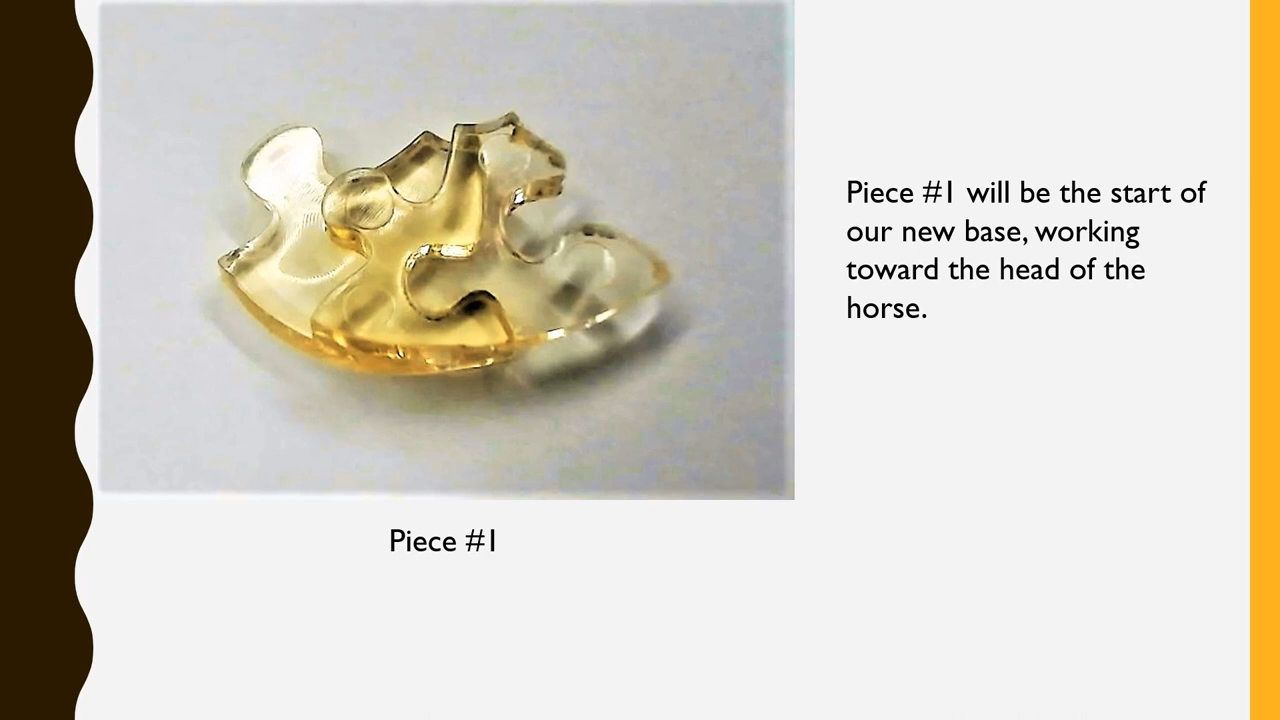 Piece #1 will be the start of
our new base, working
toward the head of the
horse.
Piece #1